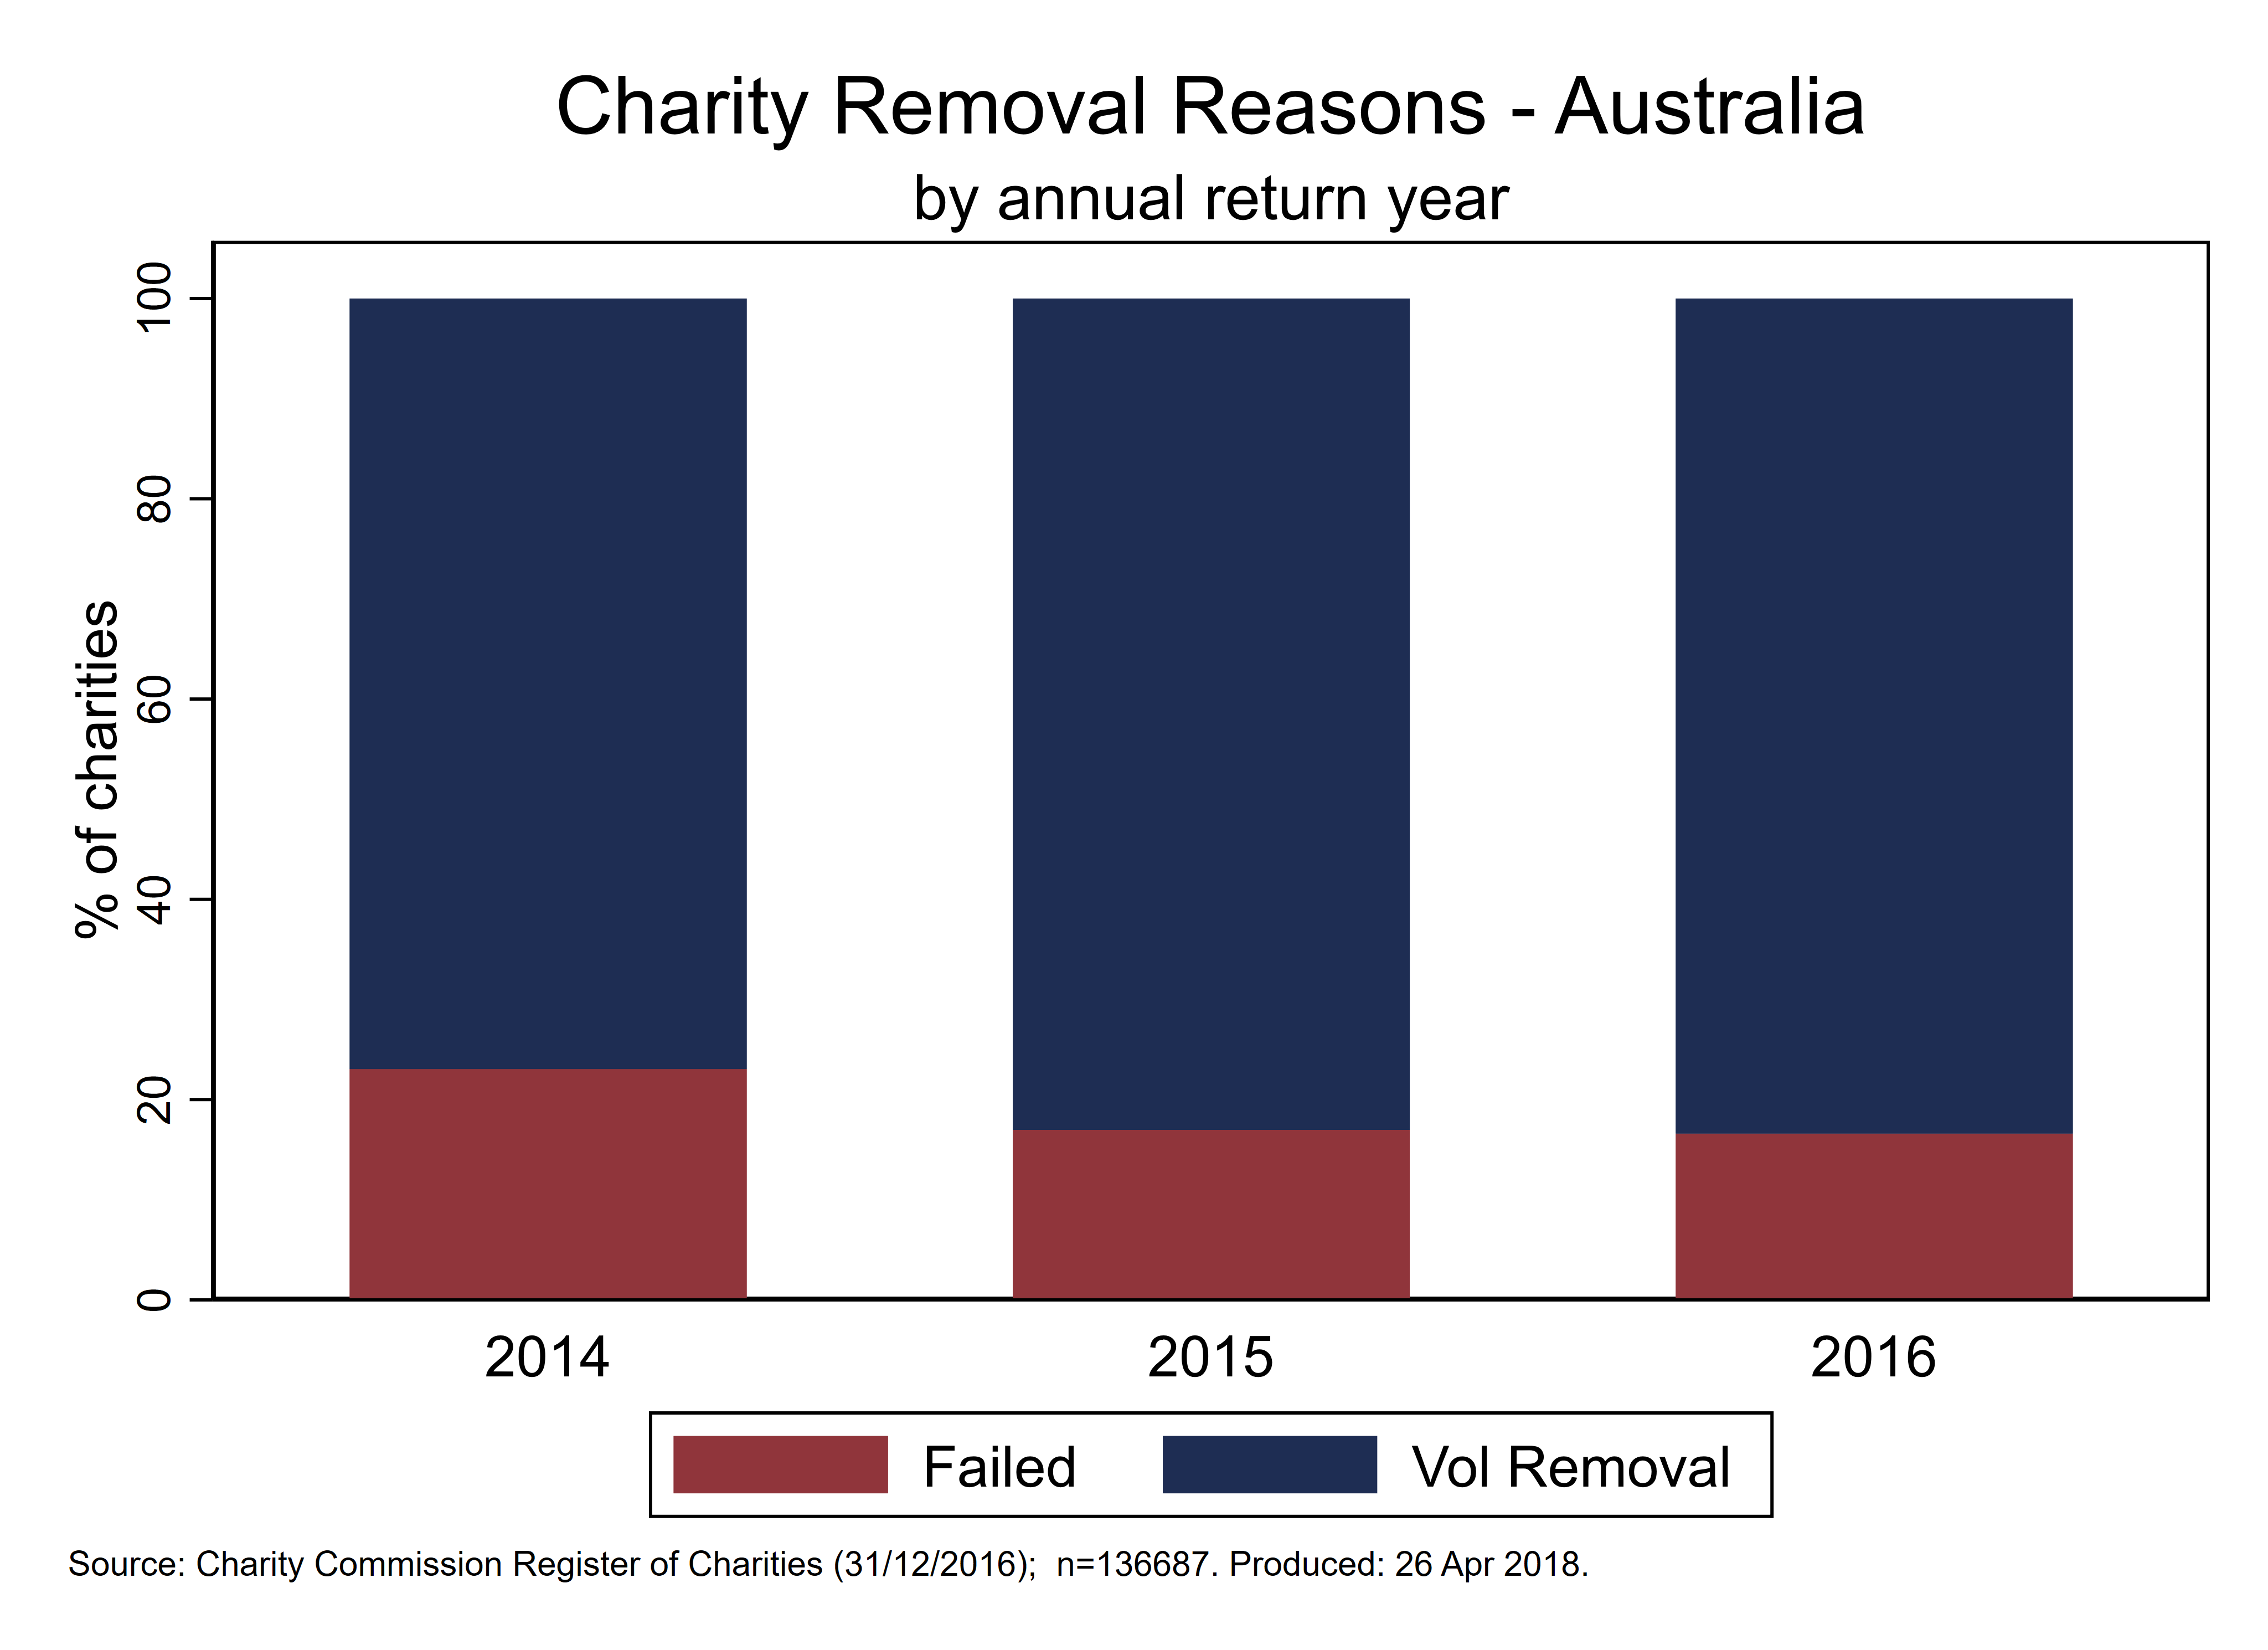 Charity Removal Reasons - Australia
by annual return year
% of charities
100
80
60
40
20
0
2014
2015
2016
Failed
Vol Removal
Source: Charity Commission Register of Charities (31/12/2016);  n=136687. Produced: 26 Apr 2018.